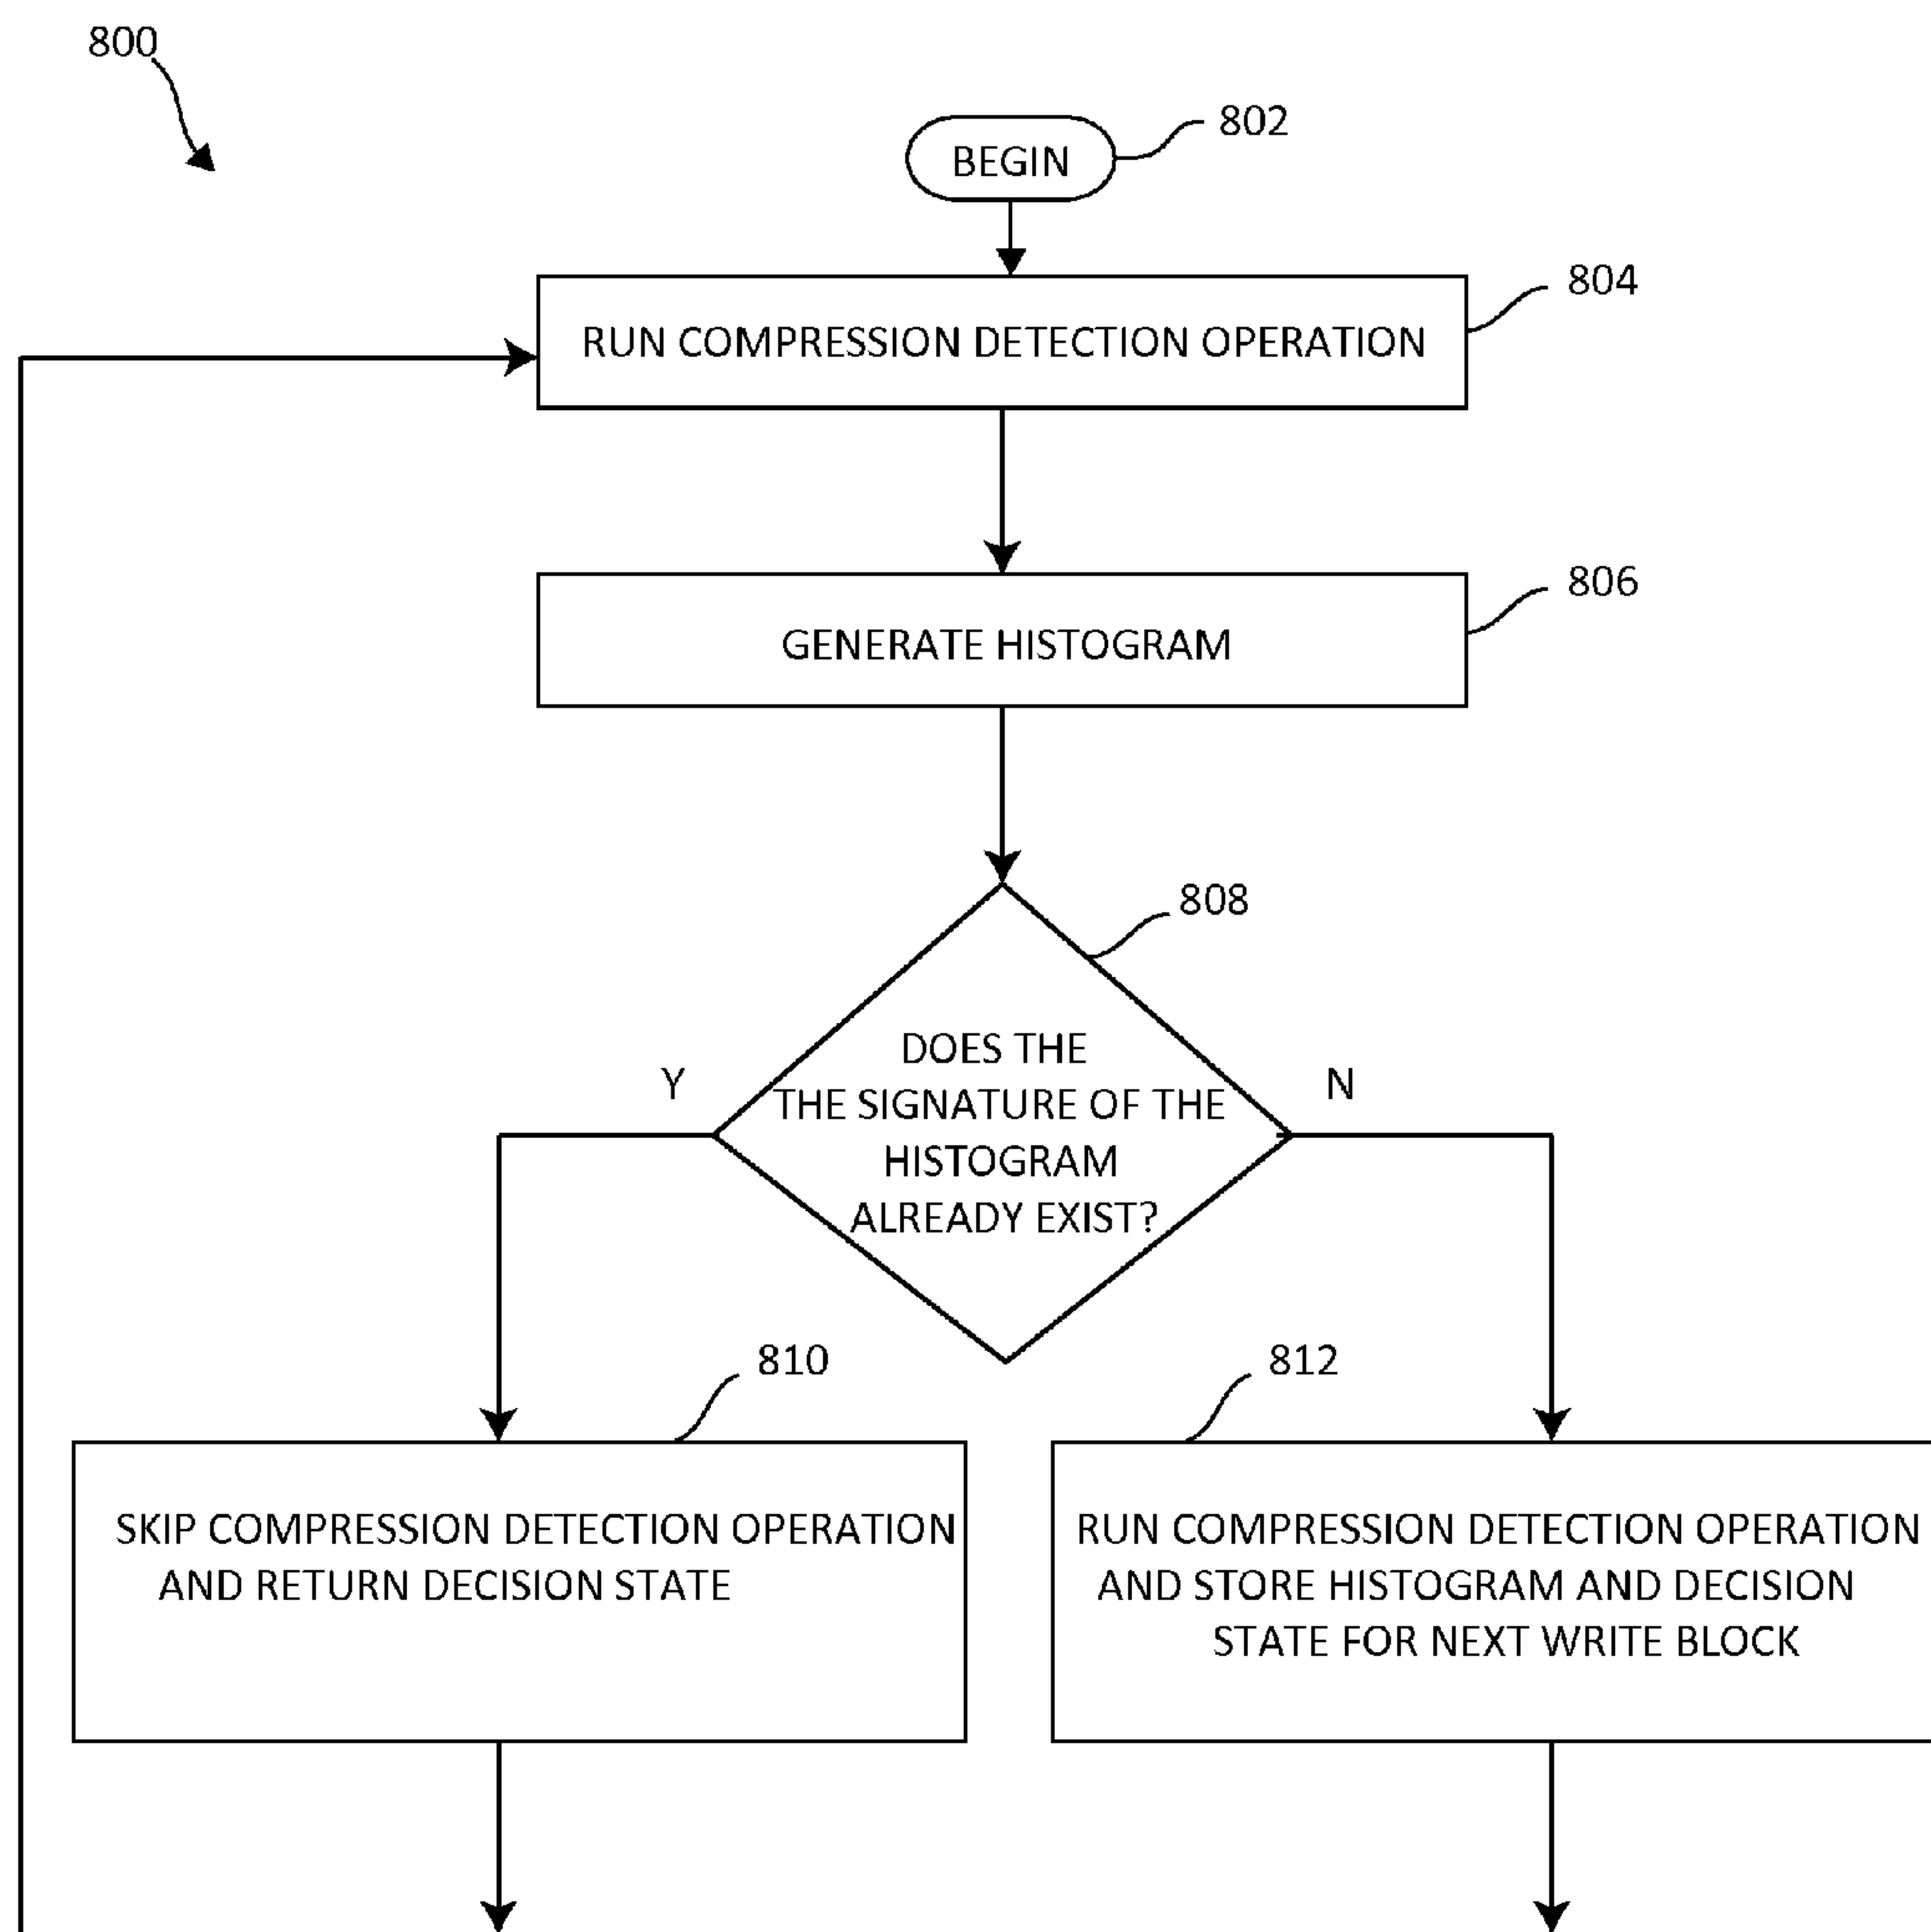 800
802
BEGIN
804
RUN COMPRESSION DETECTION OPERATION
806
GENERATE HISTOGRAM
808
DOES THE
THE SIGNATURE OF THE
HISTOGRAM
ALREADY EXIST?
Y
N
810
812
SKIP COMPRESSION DETECTION OPERATION
AND RETURN DECISION STATE
RUN COMPRESSION DETECTION OPERATION
AND STORE HISTOGRAM AND DECISION
STATE FOR NEXT WRITE BLOCK